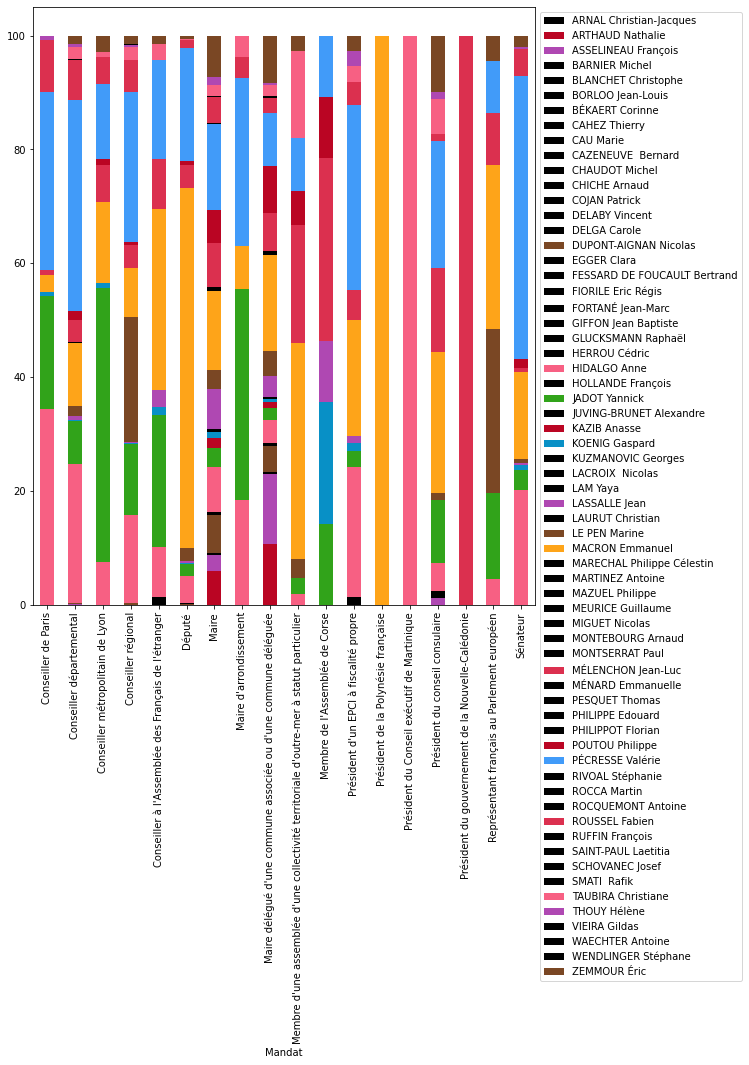 100
80
60
40
20
0
Conseiller de Paris
Conseiller départemental
Conseiller métropolitain de Lyon
Conseiller régional
Conseiller à l'Assemblée des Français de l'étranger
Député
Maire
Maire d'arrondissement
Maire délégué d'une commune associée ou d'une commune déléguée
Membre d'une assemblée d'une collectivité territoriale d'outre-mer à statut particulier
Membre de l'Assemblée de Corse
Président d'un EPCI à fiscalité propre
Président de la Polynésie française
Président du Conseil exécutif de Martinique
Président du conseil consulaire
Président du gouvernement de la Nouvelle-Calédonie
Représentant français au Parlement européen
Sénateur
Mandat
ARNAL Christian-Jacques
ARTHAUD Nathalie
ASSELINEAU François
BARNIER Michel
BLANCHET Christophe
BORLOO Jean-Louis
BÉKAERT Corinne
CAHEZ Thierry
CAU Marie
CAZENEUVE  Bernard
CHAUDOT Michel
CHICHE Arnaud
COJAN Patrick
DELABY Vincent
DELGA Carole
DUPONT-AIGNAN Nicolas
EGGER Clara
FESSARD DE FOUCAULT Bertrand
FIORILE Eric Régis
FORTANÉ Jean-Marc
GIFFON Jean Baptiste
GLUCKSMANN Raphaël
HERROU Cédric
HIDALGO Anne
HOLLANDE François
JADOT Yannick
JUVING-BRUNET Alexandre
KAZIB Anasse
KOENIG Gaspard
KUZMANOVIC Georges
LACROIX  Nicolas
LAM Yaya
LASSALLE Jean
LAURUT Christian
LE PEN Marine
MACRON Emmanuel
MARECHAL Philippe Célestin
MARTINEZ Antoine
MAZUEL Philippe
MEURICE Guillaume
MIGUET Nicolas
MONTEBOURG Arnaud
MONTSERRAT Paul
MÉLENCHON Jean-Luc
MÉNARD Emmanuelle
PESQUET Thomas
PHILIPPE Edouard
PHILIPPOT Florian
POUTOU Philippe
PÉCRESSE Valérie
RIVOAL Stéphanie
ROCCA Martin
ROCQUEMONT Antoine
ROUSSEL Fabien
RUFFIN François
SAINT-PAUL Laetitia
SCHOVANEC Josef
SMATI  Rafik
TAUBIRA Christiane
THOUY Hélène
VIEIRA Gildas
WAECHTER Antoine
WENDLINGER Stéphane
ZEMMOUR Éric